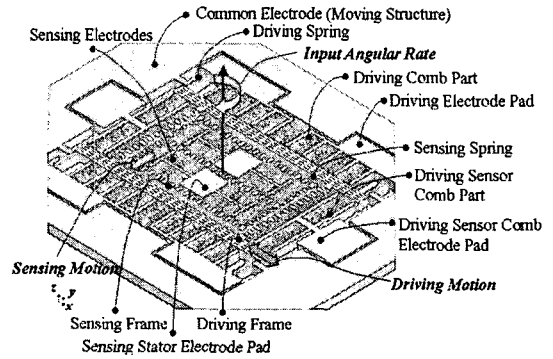 Common Electrode (Moving Structure)
Sensing Electrodes
Driving Spring
Input Angular Rate
Driving Comb Part
Driving Electrode Pad
Sensing Spring
Driving Sensor
Comb Part
Driving Sensor Comb
Electrode Pad
Sensing Motion
Driving Motion
z y
x
Sensing Frame
Driving Frame
Sensing Stator Electrode Pad